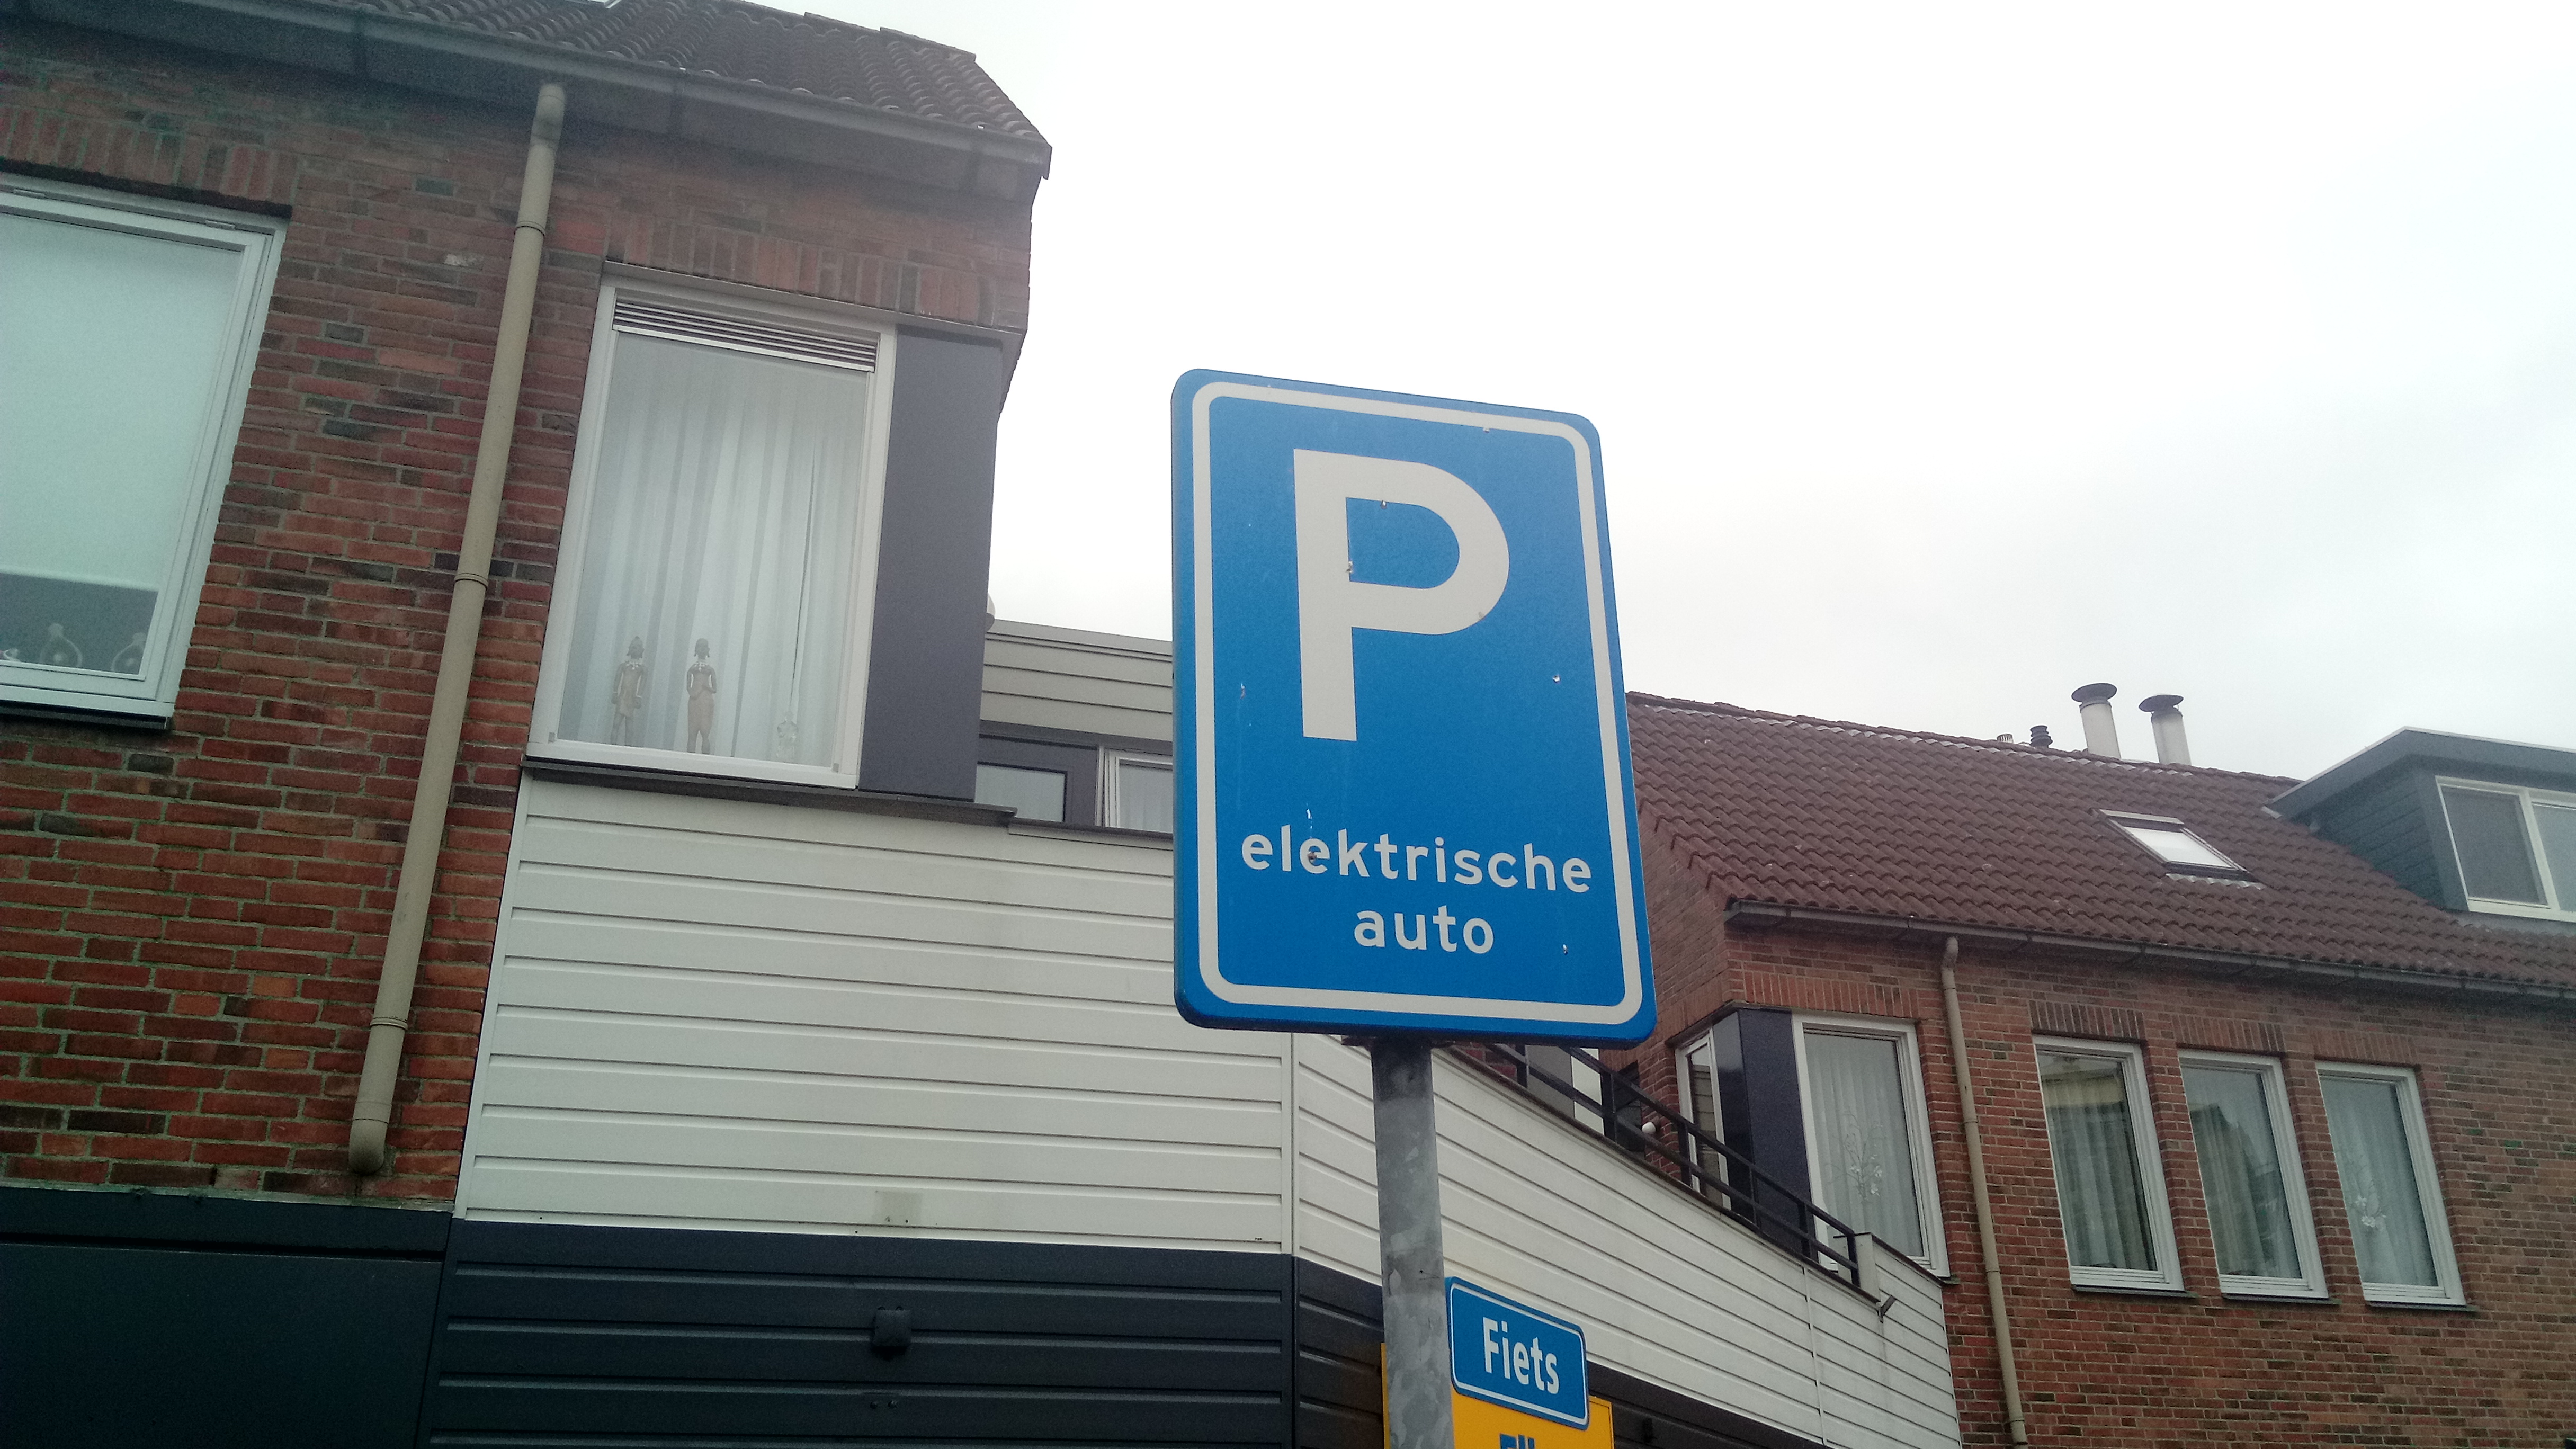 P
elektrische
auto
Fiets